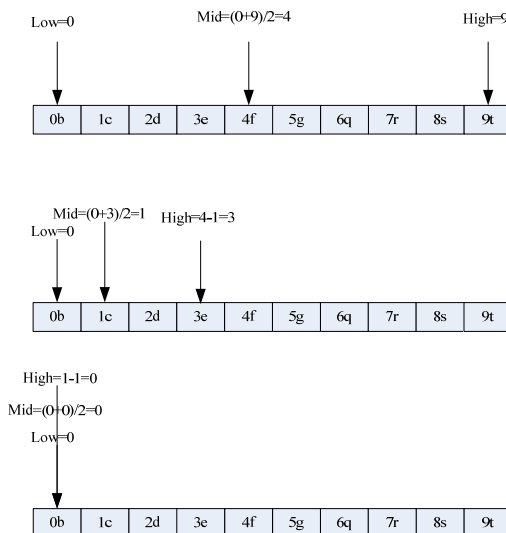 Low=0 Mid=(0+9)/2=4 High=9
0b 1c 2d 3e 4f 5g 6q 7r 8s 9t
Mid=(0+3)/2=1 High=4-1=3
Low=0
0b 1c 2d 3e 4f 5g 6q 7r 8s 9t
High=1-1=0
Mid=(0+0)/2=0
Low=0
0b 1c 2d 3e 4f 5g 6q 7r 8s 9t